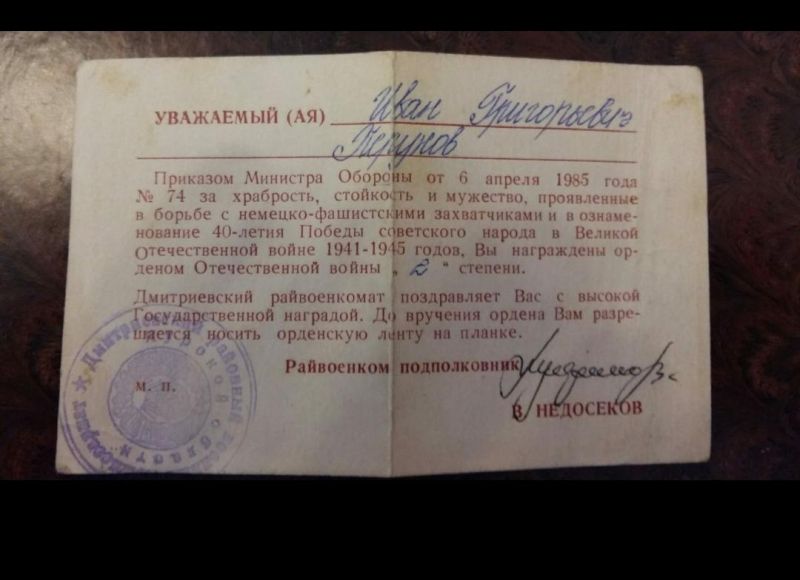 УВАЖАЕМЫЙ (АЯ) Иван Григорьевич
Перунов
Приказом Министра Обороны от 6 апреля 1985 года
№ 74 за храбрость, стойкость и мужество, проявленные
в борьбе с немецко-фашистскими захватчиками и в ознаме-
нование 40-летия Победы советского народа в Великой
Отечественной войне 1941-1945 годов, Вы награждены ор-
деном Отечественной войны „ 2 “ степени.
Дмитриевский райвоенкомат поздравляет Вас с высокой
Государственной наградой. До вручения ордена Вам разре-
шается носить орденскую ленту на планке.
Райвоенком подполковник
м. п.
В. НЕДОСЕКОВ
Дмитриевский районный
области